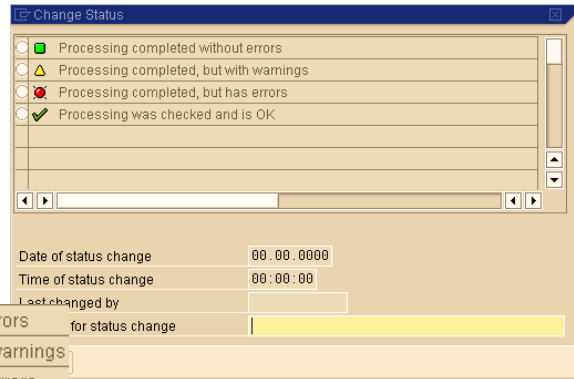 Change Status
Processing completed without errors
Processing completed, but with warnings
Processing completed, but has errors
Processing was checked and is OK
Date of status change 00.00.0000
Time of status change 00:00:00
Last changed by
for status change
rors
warnings